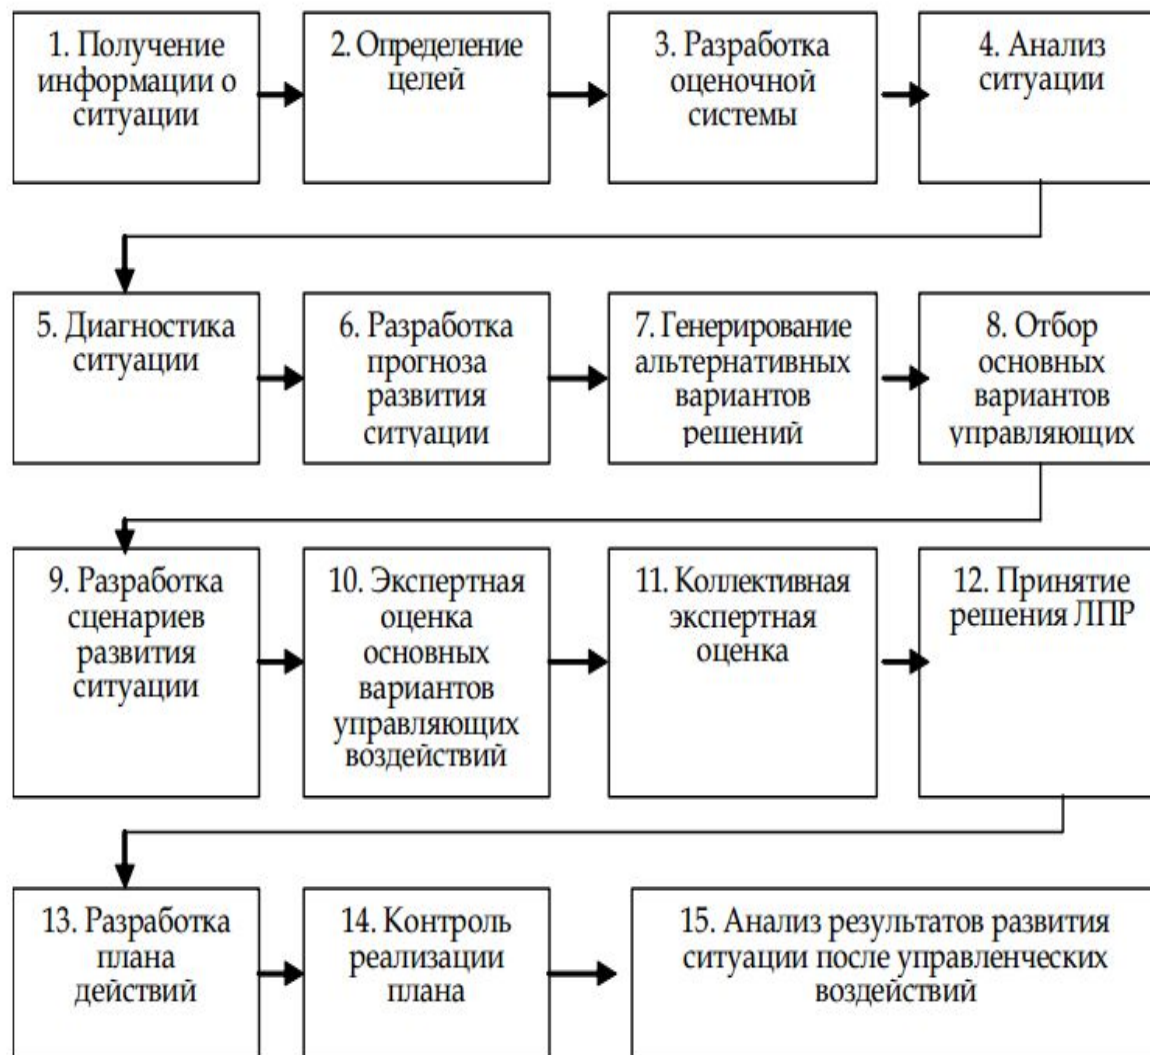 1. Получение
информации о
ситуации
2. Определение
целей
3. Разработка
оценочной
системы
4. Анализ
ситуации
5. Диагностика
ситуации
6. Разработка
прогноза
развития
ситуации
7. Генерирование
альтернативных
вариантов
решений
8. Отбор
основных
вариантов
управляющих
9. Разработка
сценариев
развития
ситуации
10. Экспертная
оценка
основных
вариантов
управляющих
воздействий
11. Коллективная
экспертная
оценка
12. Принятие
решения ЛПР
13. Разработка
плана
действий
14. Контроль
реализации
плана
15. Анализ результатов развития
ситуации после управленческих
воздействий